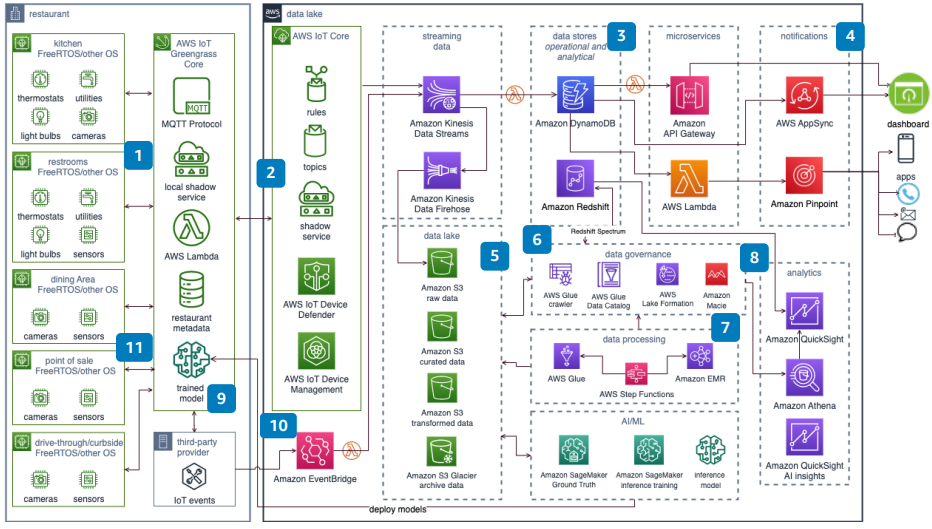 restaurant
kitchen
FreeRTOS/other OS
thermostats
utilities
light bulbs
cameras
1
restrooms
FreeRTOS/other OS
thermostats
utilities
light bulbs
sensors
dining Area
FreeRTOS/other OS
cameras
sensors
11
point of sale
FreeRTOS/other OS
cameras
sensors
drive-through/curbside
FreeRTOS/other OS
cameras
sensors
AWS IoT
Greengrass
Core
MQTT
MQTT Protocol
local shadow
service
AWS Lambda
restaurant
metadata
trained
model
9
third-party
provider
IoT events
aws
data lake
AWS IoT Core
2
rules
topics
shadow
service
AWS IoT Device
Defender
AWS IoT Device
Management
10
Amazon EventBridge
streaming
data
Amazon Kinesis
Data Streams
Amazon Kinesis
Data Firehose
data lake
5
Amazon S3
raw data
Amazon S3
curated data
Amazon S3
transformed data
Amazon S3 Glacier
archive data
data stores
operational and
analytical
3
Amazon DynamoDB
Amazon Redshift
Redshift Spectrum
microservices
Amazon
API Gateway
AWS Lambda
notifications
4
AWS AppSync
Amazon Pinpoint
dashboard
apps
6
data governance
AWS Glue
crawler
AWS Glue
Data Catalog
AWS
Lake Formation
Amazon
Macie
7
data processing
AWS Glue
AWS Step Functions
Amazon EMR
AI/ML
Amazon SageMaker
Ground Truth
Amazon SageMaker
inference training
inference
model
8
analytics
Amazon QuickSight
Amazon Athena
Amazon QuickSight
AI insights
deploy models